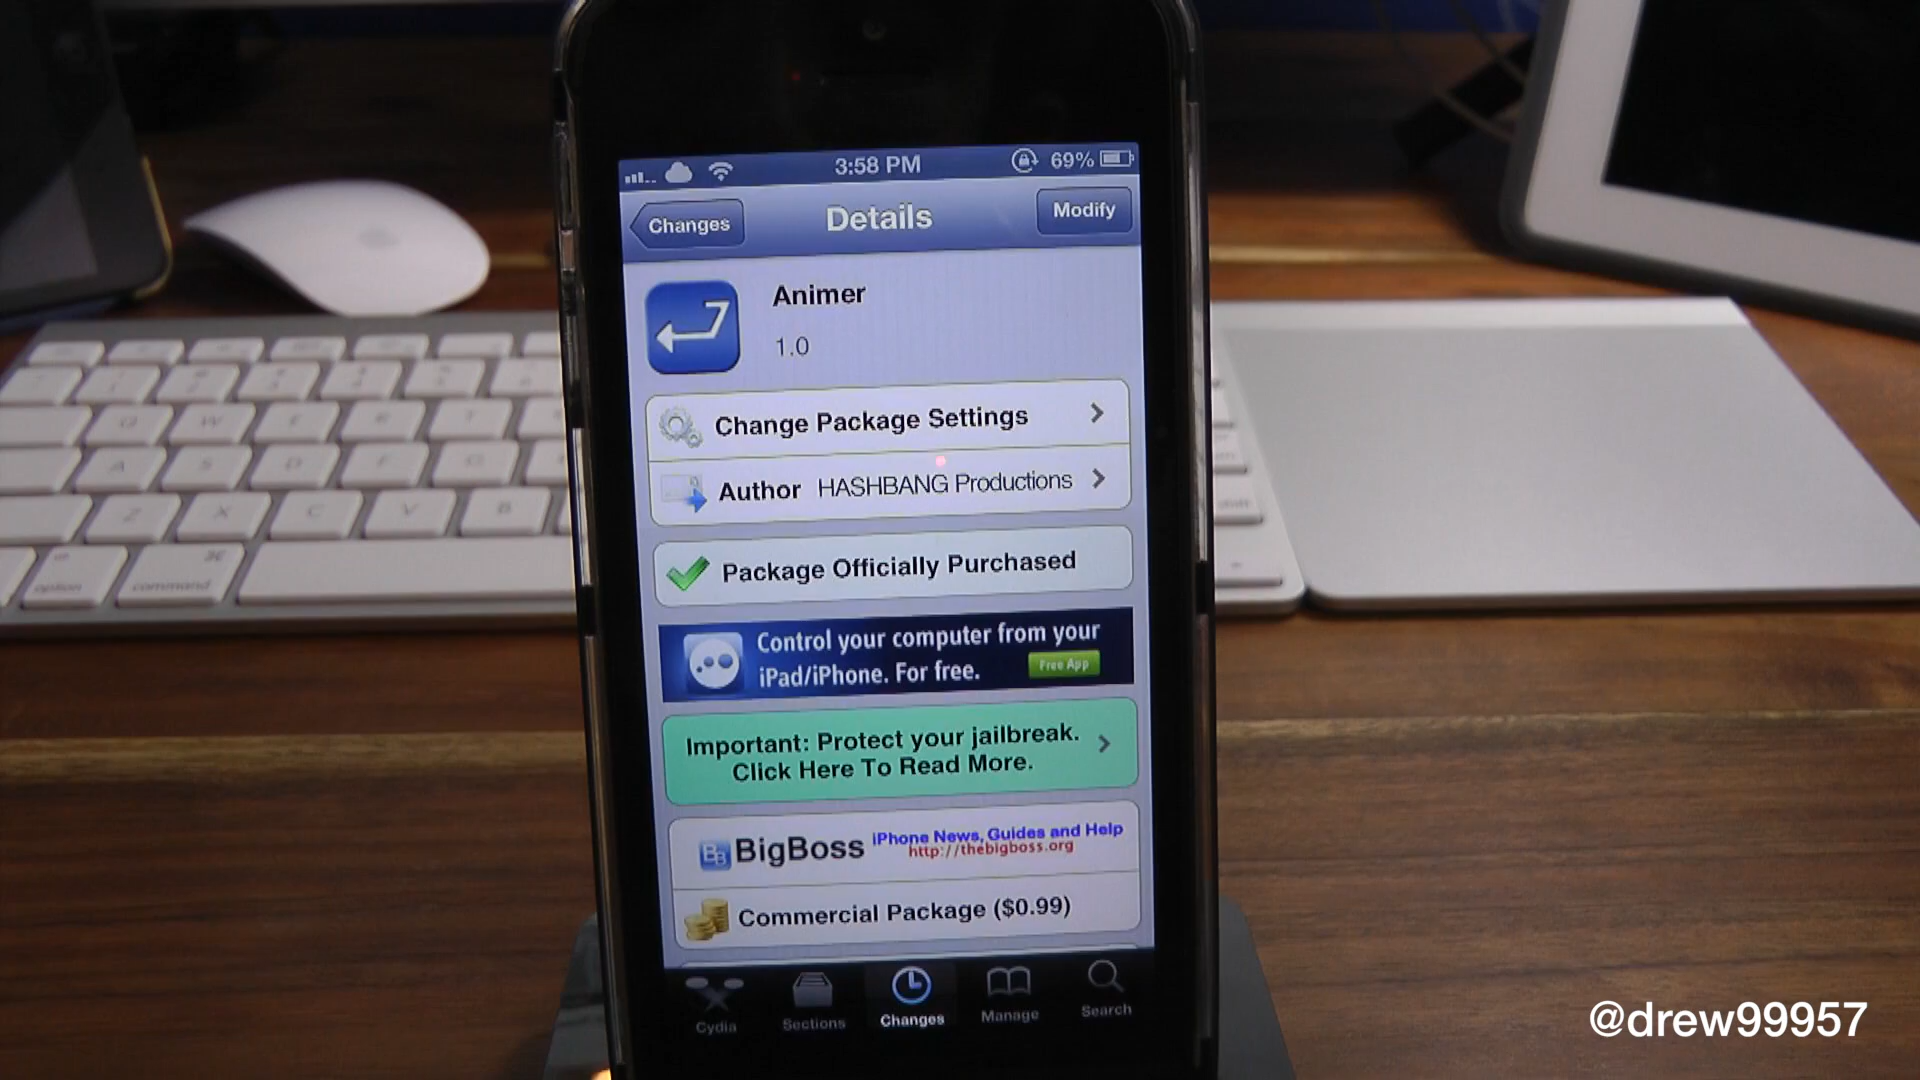 3:58 PM
69%
Changes
Details
Modify
Animer
1.0
Change Package Settings
Author HASHBANG Productions
Package Officially Purchased
Control your computer from your
iPad/iPhone. For free.
Free App
Important: Protect your jailbreak.
Click Here To Read More.
BigBoss
iPhone News, Guides and Help
http://thebigboss.org
Commercial Package ($0.99)
Cydia
Sections
Changes
Manage
Search
option
command
@drew99957